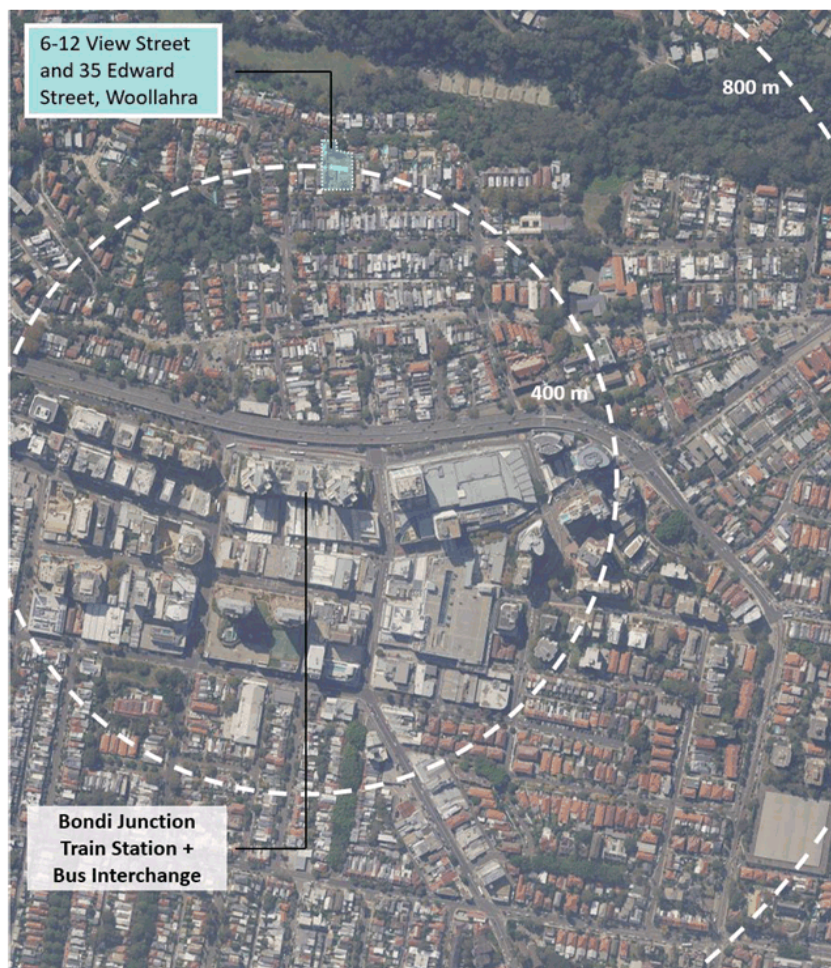 6-12 View Street
and 35 Edward
Street, Woollahra
800 m
400 m
Bondi Junction
Train Station +
Bus Interchange